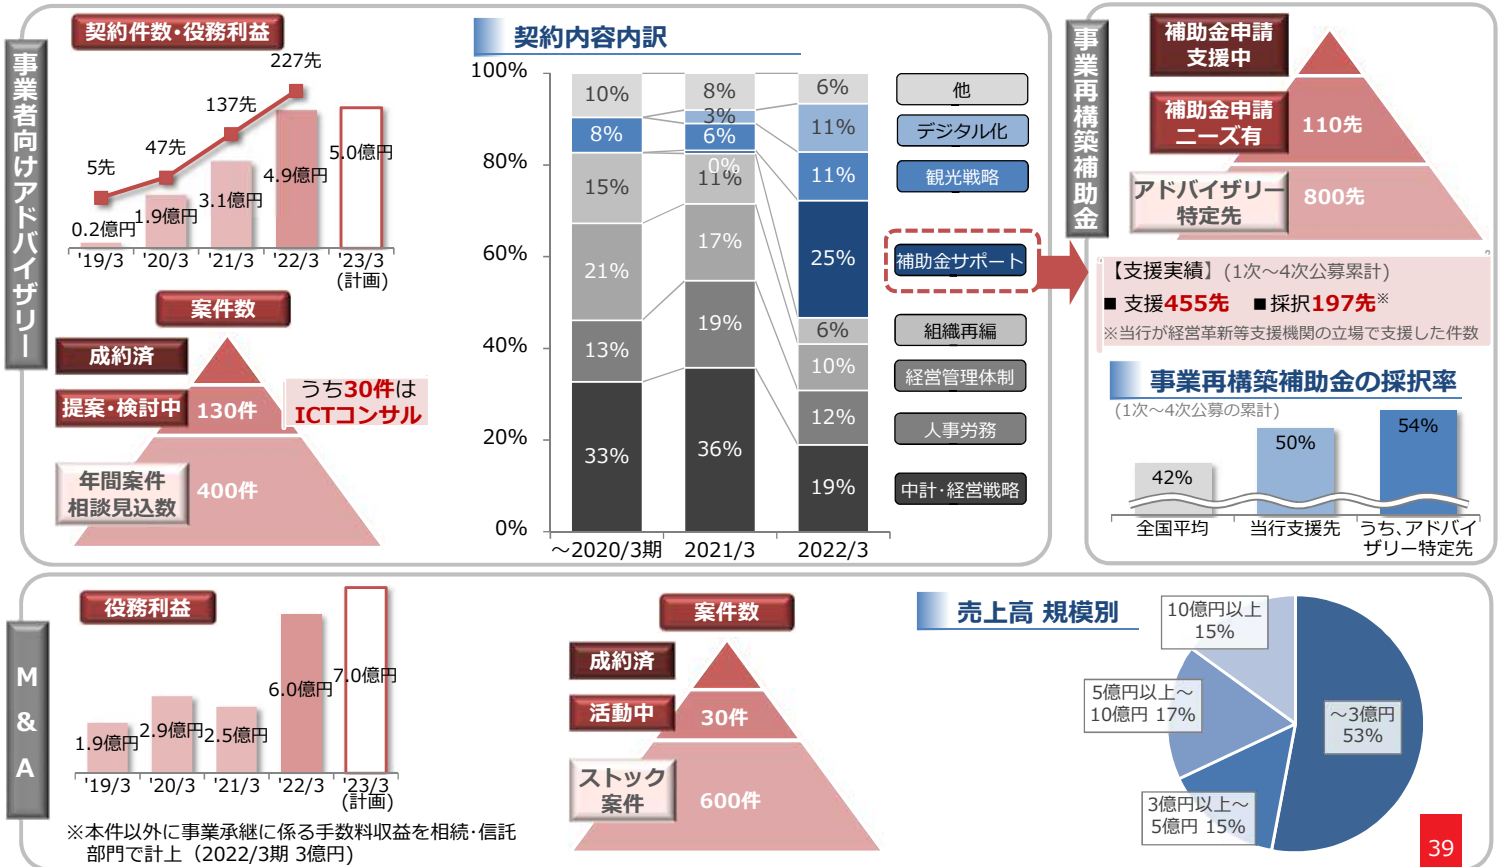 事業者向けアドバイザリー
契約件数・役務利益
227先
137先
47先
5先
0.2億円
1.9億円
3.1億円
4.9億円
5.0億円
'19/3
'20/3
'21/3
'22/3
'23/3
(計画)
案件数
成約済
提案・検討中
130件
うち30件は
ICTコンサル
年間案件
相談見込数
400件
契約内容内訳
100%
80%
60%
40%
20%
0%
10%
8%
15%
21%
13%
33%
8%
3%
6%
0%
11%
17%
19%
36%
6%
11%
11%
25%
6%
10%
12%
19%
～2020/3期
2021/3
2022/3
他
デジタル化
観光戦略
補助金サポート
組織再編
経営管理体制
人事労務
中計・経営戦略
事業再構築補助金
補助金申請
支援中
補助金申請
ニーズ有
110先
アドバイザリー
特定先
800先
【支援実績】(1次～4次公募累計)
■ 支援455先 ■採択197先※
※当行が経営革新等支援機関の立場で支援した件数
事業再構築補助金の採択率
(1次～4次公募の累計)
42%
50%
54%
全国平均
当行支援先
うち、アドバイ
ザリー特定先
M&A
役務利益
1.9億円
2.9億円
2.5億円
6.0億円
7.0億円
'19/3
'20/3
'21/3
'22/3
'23/3
(計画)
※本件以外に事業承継に係る手数料収益を相続・信託
部門で計上（2022/3期 3億円)
案件数
成約済
活動中
30件
ストック
案件
600件
売上高 規模別
10億円以上
15%
5億円以上～
10億円 17%
3億円以上～
5億円 15%
～3億円
53%
39